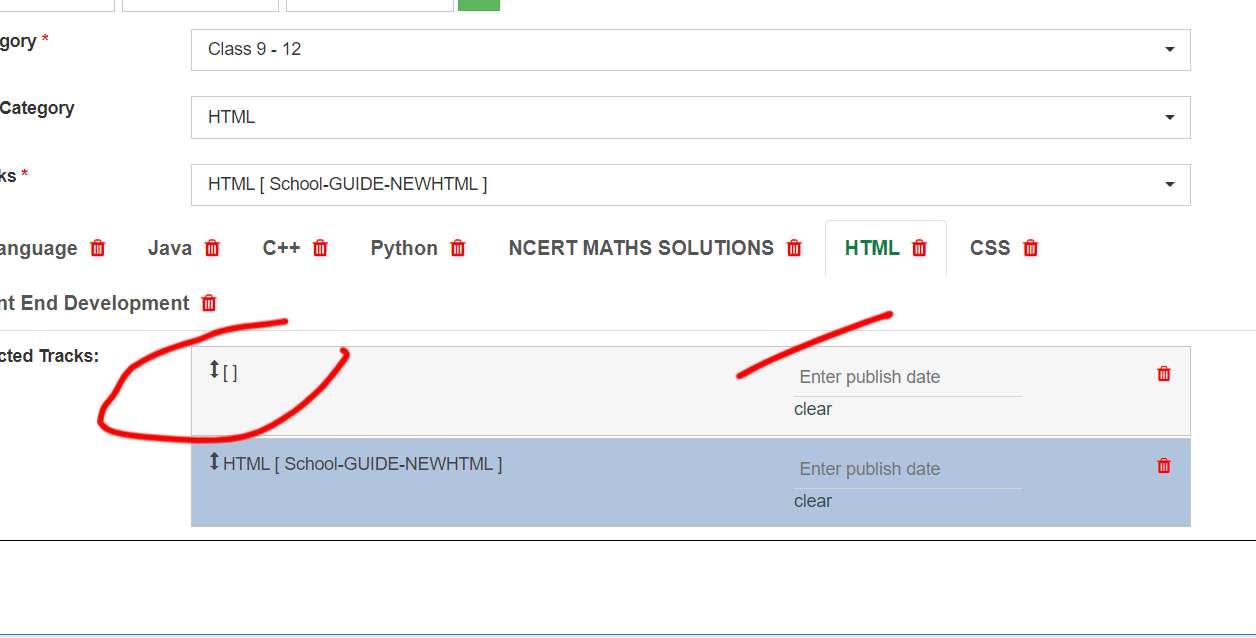 gory *
Class 9 - 12
Category
HTML
ks *
HTML [ School-GUIDE-NEWHTML ]
anguage Java C++ Python NCERT MATHS SOLUTIONS HTML CSS
nt End Development
cted Tracks:
[ ]
Enter publish date
clear
HTML [ School-GUIDE-NEWHTML ]
Enter publish date
clear